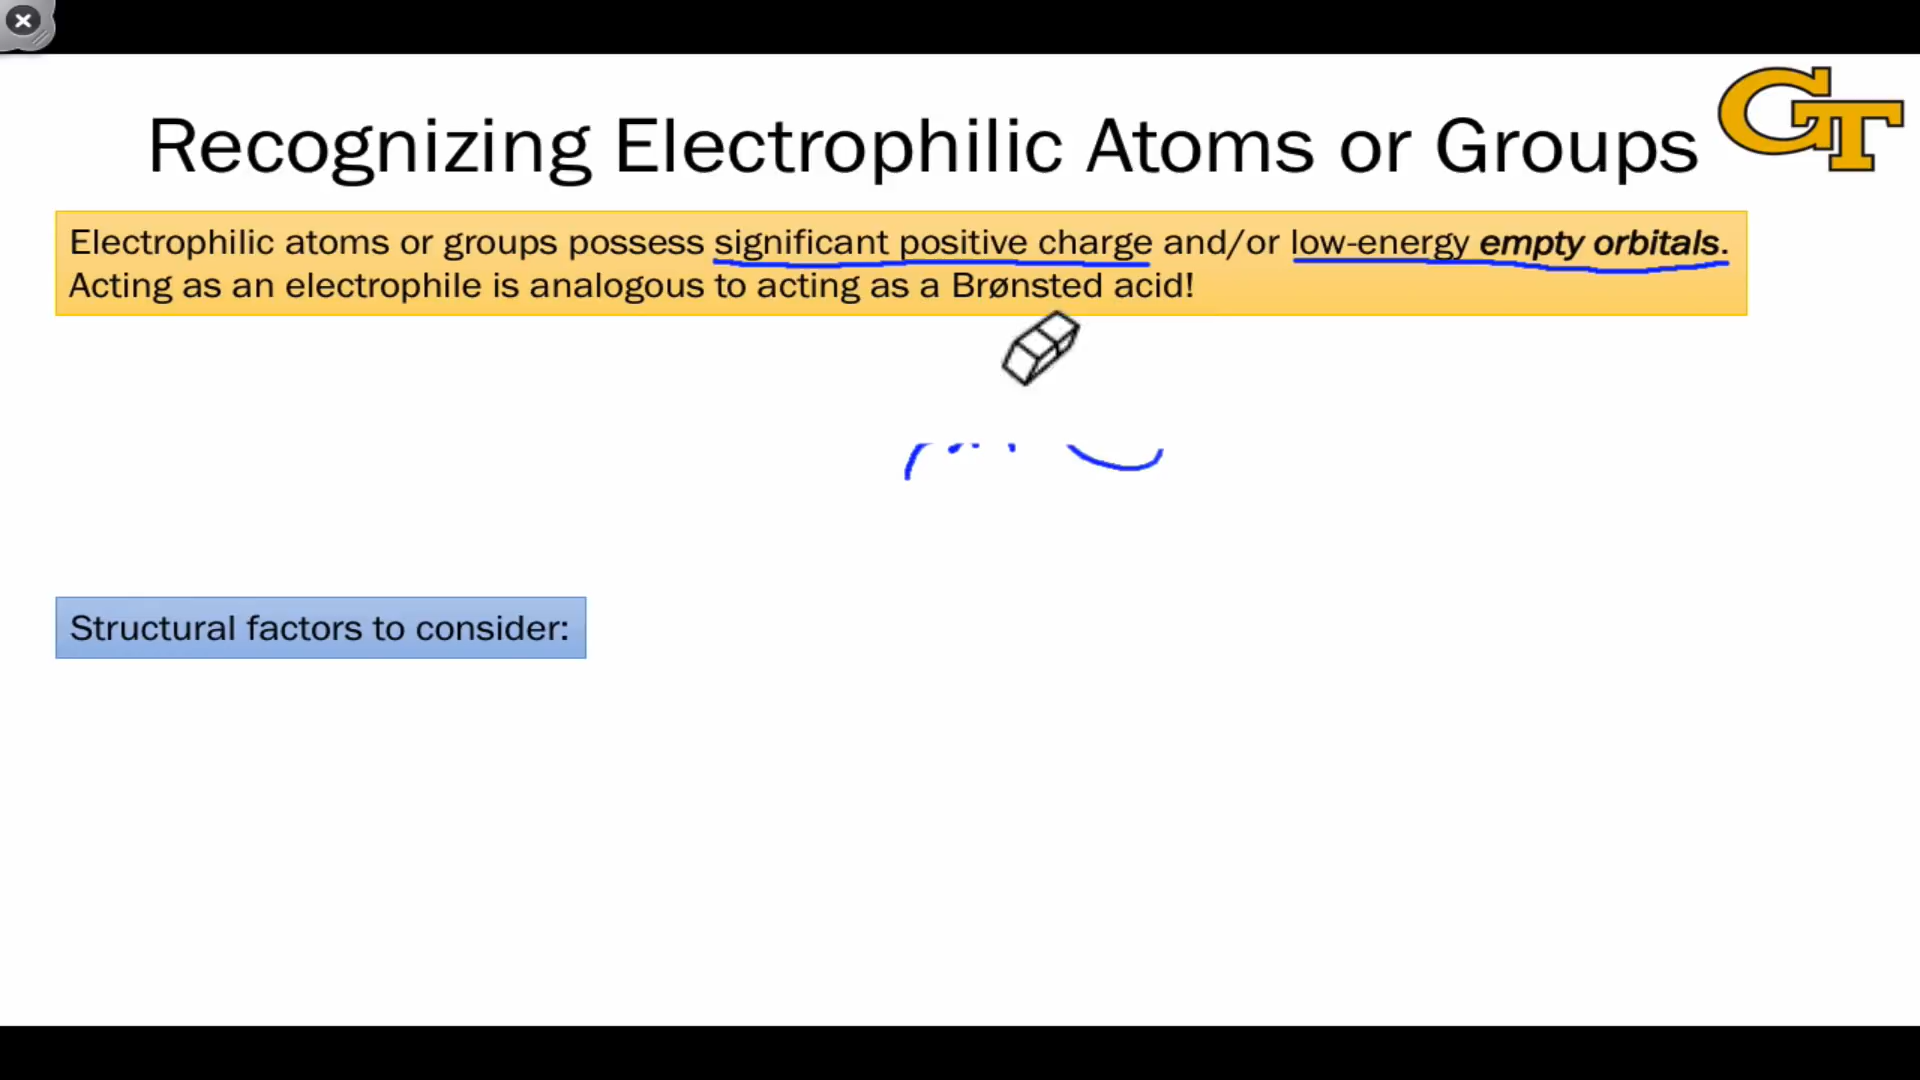 Recognizing Electrophilic Atoms or Groups
GT
Electrophilic atoms or groups possess significant positive charge and/or low-energy empty orbitals.
Acting as an electrophile is analogous to acting as a Brønsted acid!
Structural factors to consider: